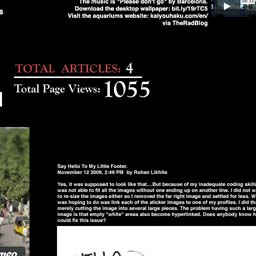 The music is "Please don't go" by Barcelona.
Download the desktop wallpaper: bit.ly/19rTC5
Visit the aquariums website: kaiyouhaku.com/en/
via TheRadBlog
TOTAL ARTICLES: 4
Total Page Views: 1055
Say Hello To My Little Footer.
November 12 2009, 2:49 PM by Rohan Likhite
Yes, it was supposed to look like that....But because of my inadequate coding skills
was not able to fit all the images without one ending up on another line. I did not w
to re-size the images either so I removed the far right image and settled for less. W
was hoping to do was link each of the sticker images to one of my profiles. I did th
merely cutting the image into several large pieces. The problem having such a larg
image is that empty "white" areas also become hyperlinked. Does anybody know h
could fix this issue?